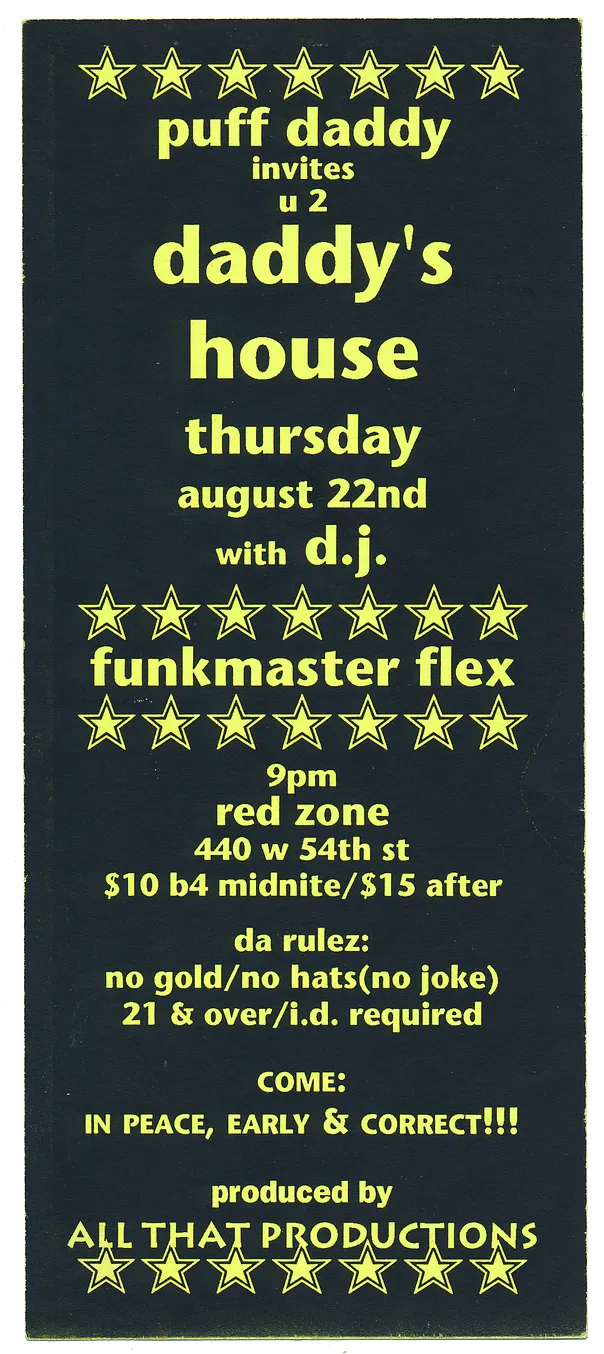 puff daddy
invites
u 2
daddy's
house
thursday
august 22nd
with d.j.
funkmaster flex
9pm
red zone
440 w 54th st
$10 b4 midnite/$15 after
da rulez:
no gold/no hats(no joke)
21 & over/i.d. required
COME:
IN PEACE, EARLY & CORRECT!!!
produced by
ALL THAT PRODUCTIONS